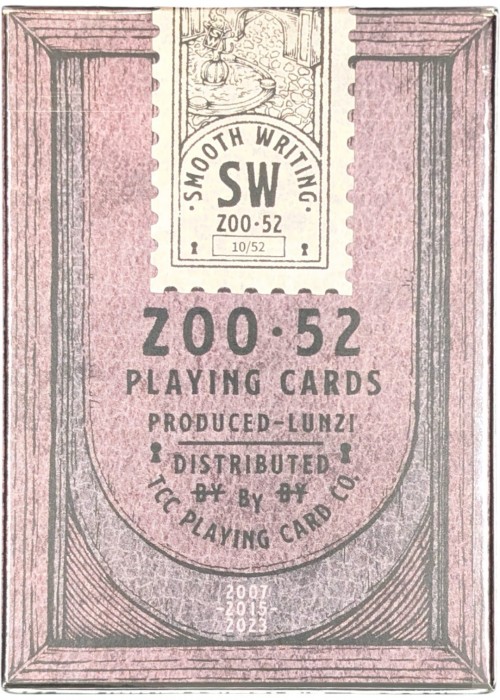 SMOOTH WRITING
SW
ZOO·52
10/52
ZOO·52
PLAYING CARDS
PRODUCED-LUNZI
DISTRIBUTED
BY BY BY
TCC PLAYING CARD CO.
2007
-2015-
2023